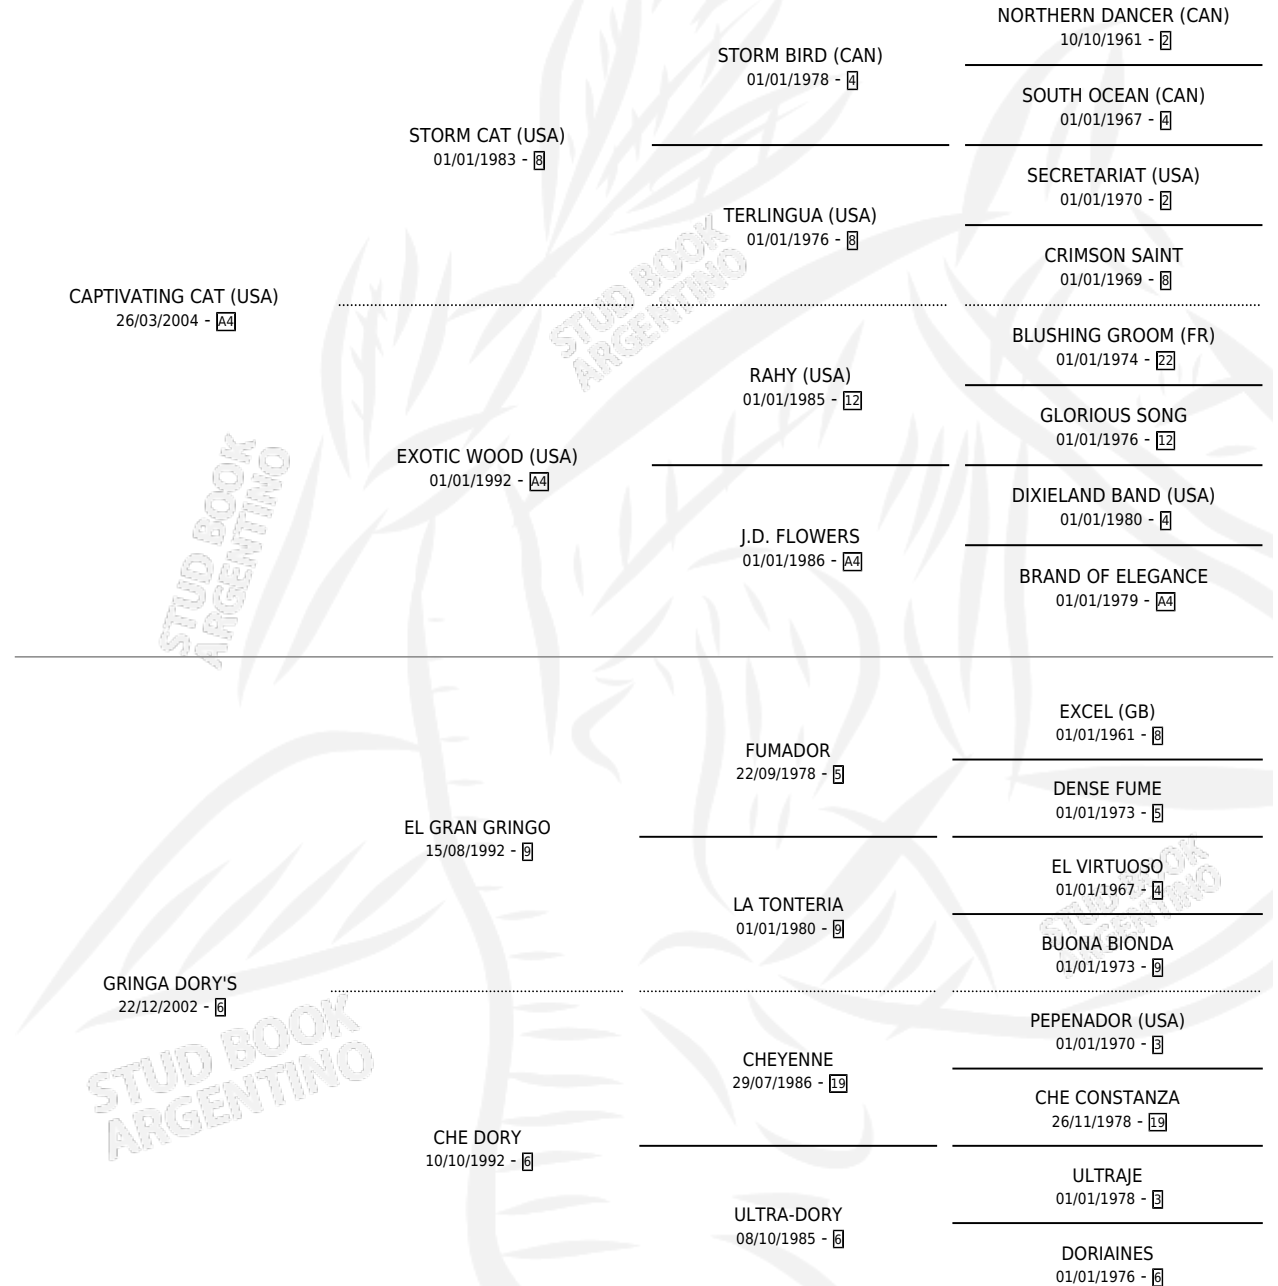 NORTHERN DANCER (CAN)
10/10/1961 - 2
STORM BIRD (CAN)
01/01/1978 - 4
SOUTH OCEAN (CAN)
01/01/1967 - 4
STORM CAT (USA)
01/01/1983 - 8
SECRETARIAT (USA)
01/01/1970 - 2
TERLINGUA (USA)
01/01/1976 - 8
CRIMSON SAINT
01/01/1969 - 8
CAPTIVATING CAT (USA)
26/03/2004 - A4
BLUSHING GROOM (FR)
01/01/1974 - 22
RAHY (USA)
01/01/1985 - 12
GLORIOUS SONG
01/01/1976 - 12
EXOTIC WOOD (USA)
01/01/1992 - A4
DIXIELAND BAND (USA)
01/01/1980 - 4
J.D. FLOWERS
01/01/1986 - A4
BRAND OF ELEGANCE
01/01/1979 - A4
STUD BOOK
ARGENTINO
STUD BOOK
ARGENTINO
EXCEL (GB)
01/01/1961 - 8
FUMADOR
22/09/1978 - 5
DENSE FUME
01/01/1973 - 5
EL GRAN GRINGO
15/08/1992 - 9
EL VIRTUOSO
01/01/1967 - 4
LA TONTERIA
01/01/1980 - 9
BUONA BIONDA
01/01/1973 - 9
GRINGA DORY'S
22/12/2002 - 6
PEPENADOR (USA)
01/01/1970 - 3
CHEYENNE
29/07/1986 - 19
CHE CONSTANZA
26/11/1978 - 19
CHE DORY
10/10/1992 - 6
ULTRAJE
01/01/1978 - 3
ULTRA-DORY
08/10/1985 - 6
DORIAINES
01/01/1976 - 6
STUD BOOK
ARGENTINO
STUD BOOK
ARGENTINO